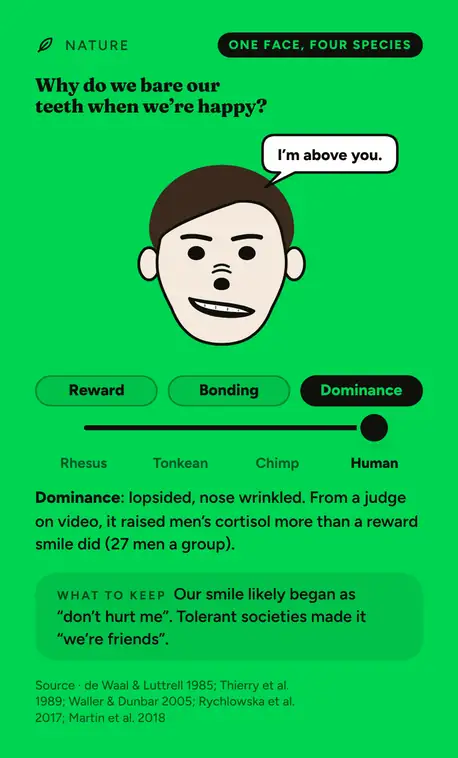 NATURE
ONE FACE, FOUR SPECIES
Why do we bare our
teeth when we’re happy?
I’m above you.
Reward
Bonding
Dominance
Rhesus
Tonkean
Chimp
Human
Dominance: lopsided, nose wrinkled. From a judge
on video, it raised men’s cortisol more than a reward
smile did (27 men a group).
WHAT TO KEEP Our smile likely began as
“don’t hurt me”. Tolerant societies made it
“we’re friends”.
Source · de Waal & Luttrell 1985; Thierry et al.
1989; Waller & Dunbar 2005; Rychlowska et al.
2017; Martin et al. 2018